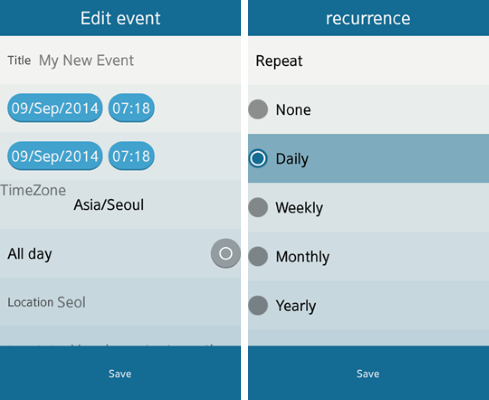 Edit event
Title My New Event
09/Sep/2014 07:18
09/Sep/2014 07:18
TimeZone
Asia/Seoul
All day
Location Seol
Save
recurrence
Repeat
None
Daily
Weekly
Monthly
Yearly
Save